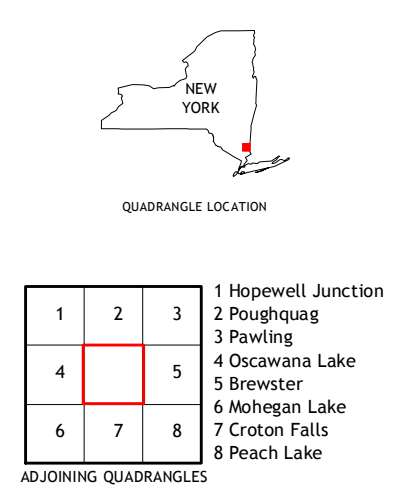 NEW
YORK
QUADRANGLE LOCATION
1 2 3
4 5
6 7 8
1 Hopewell Junction
2 Poughquag
3 Pawling
4 Oscawana Lake
5 Brewster
6 Mohegan Lake
7 Croton Falls
8 Peach Lake
ADJOINING QUADRANGLES